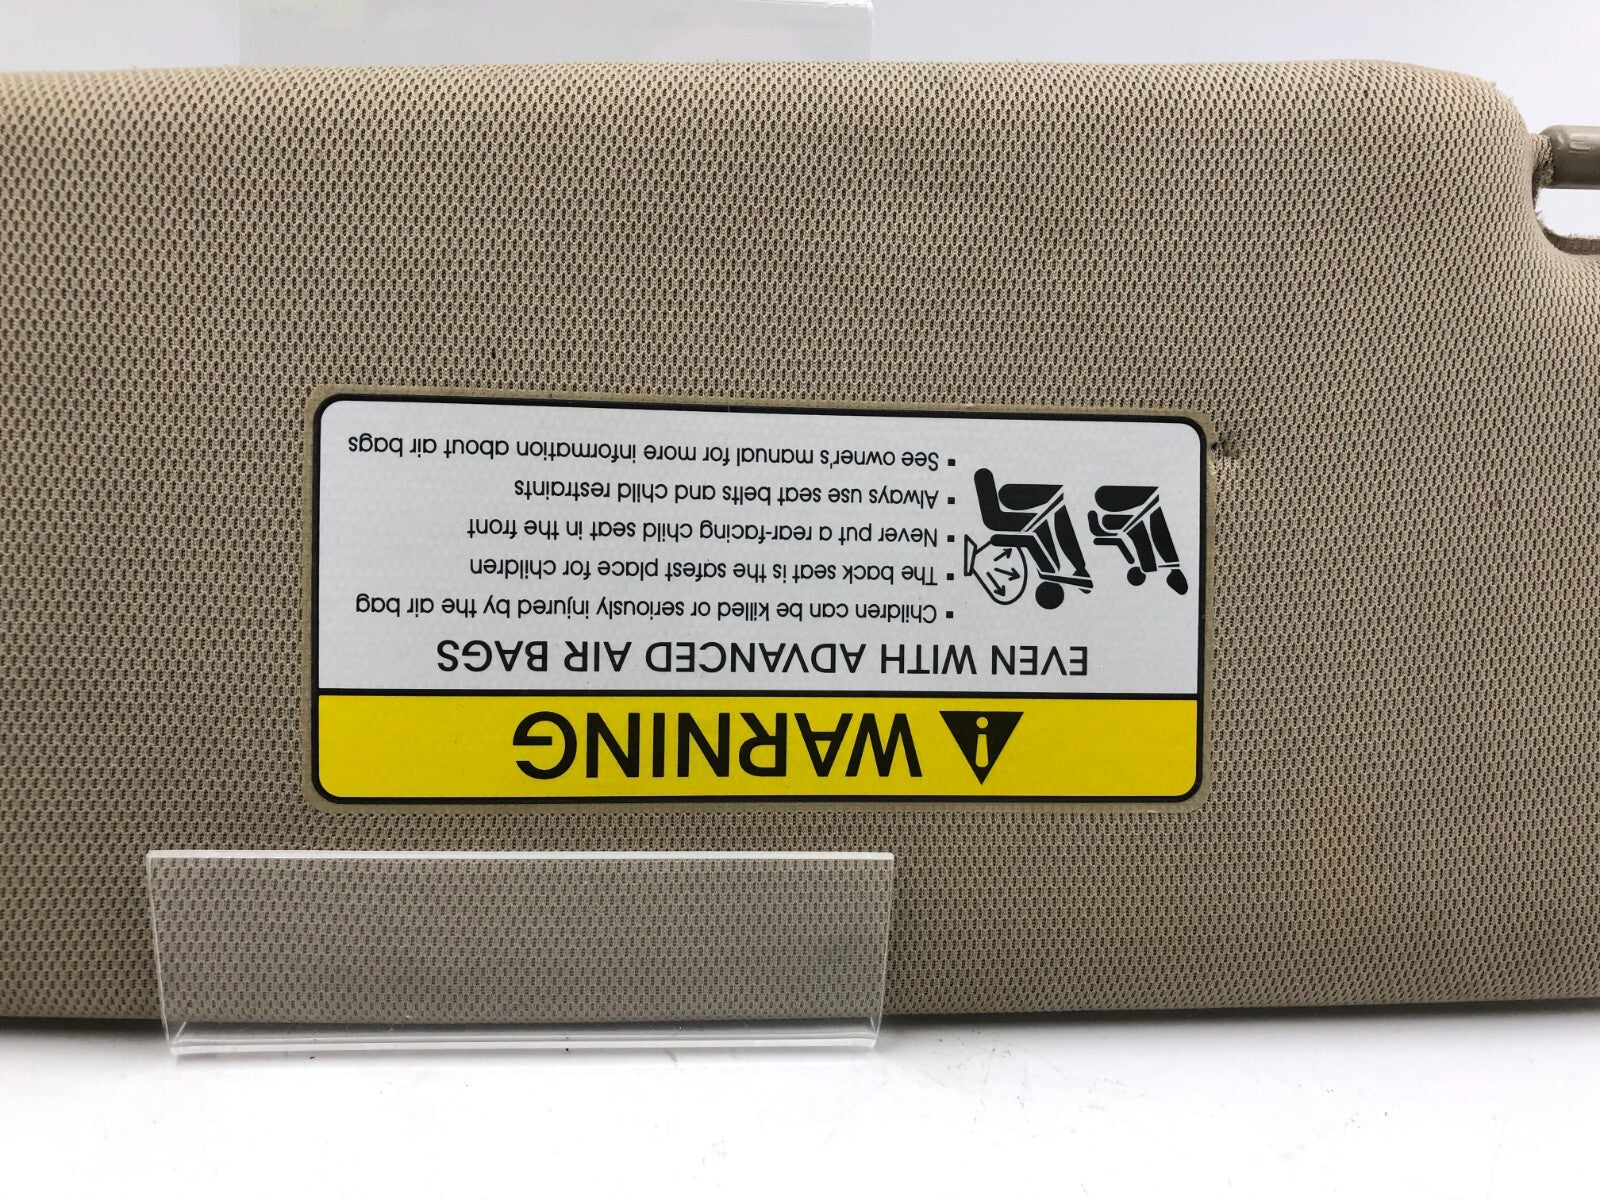 WARNING
EVEN WITH ADVANCED AIR BAGS
▪ Children can be killed or seriously injured by the air bag
▪ The back seat is the safest place for children
▪ Never put a rear-facing child seat in the front
▪ Always use seat belts and child restraints
▪ See owner's manual for more information about air bags